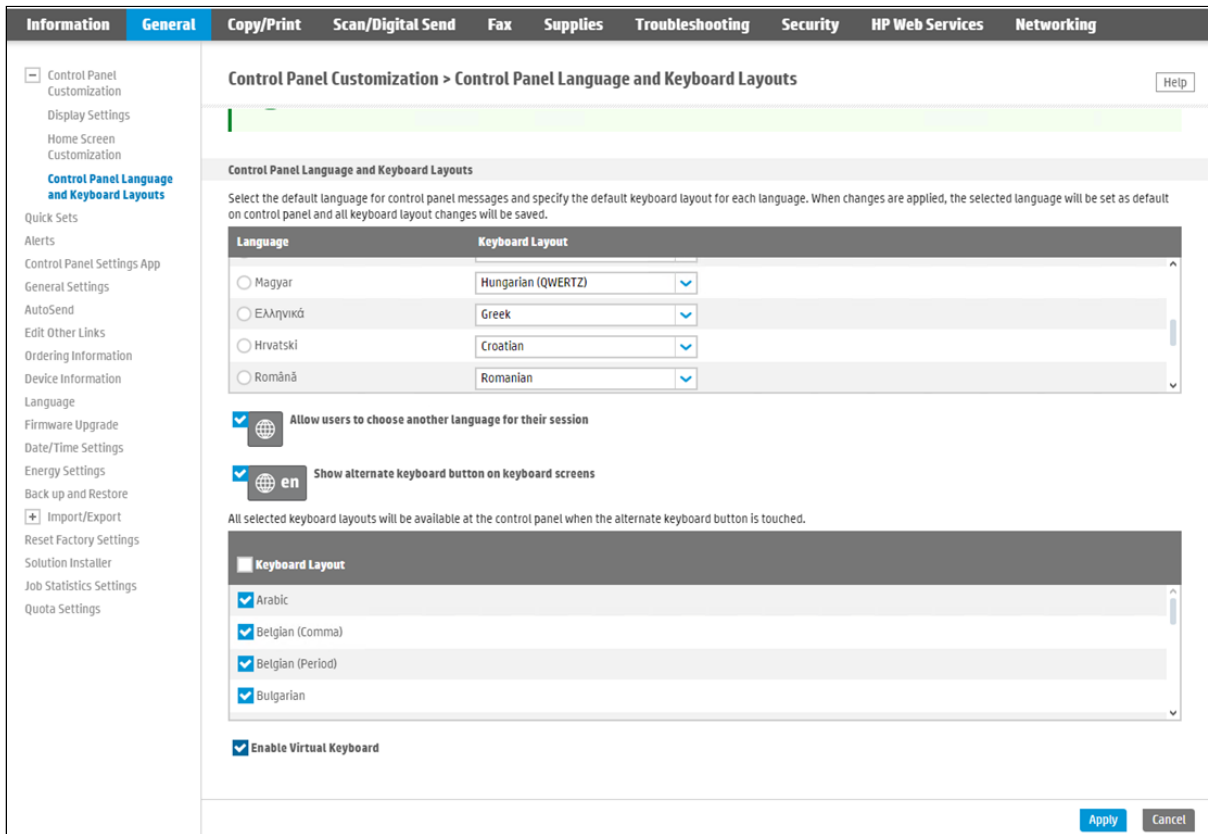 Information General Copy/Print Scan/Digital Send Fax Supplies Troubleshooting Security HP Web Services Networking
Control Panel
Customization
Display Settings
Home Screen
Customization
Control Panel Language
and Keyboard Layouts
Quick Sets
Alerts
Control Panel Settings App
General Settings
AutoSend
Edit Other Links
Ordering Information
Device Information
Language
Firmware Upgrade
Date/Time Settings
Energy Settings
Back up and Restore
Import/Export
Reset Factory Settings
Solution Installer
Job Statistics Settings
Quota Settings
Control Panel Customization > Control Panel Language and Keyboard Layouts
Help
Control Panel Language and Keyboard Layouts
Select the default language for control panel messages and specify the default keyboard layout for each language. When changes are applied, the selected language will be set as default
on control panel and all keyboard layout changes will be saved.
Language Keyboard Layout
Magyar Hungarian (QWERTZ)
Ελληνικά Greek
Hrvatski Croatian
Română Romanian
Allow users to choose another language for their session
en Show alternate keyboard button on keyboard screens
All selected keyboard layouts will be available at the control panel when the alternate keyboard button is touched.
Keyboard Layout
Arabic
Belgian (Comma)
Belgian (Period)
Bulgarian
Enable Virtual Keyboard
Apply Cancel